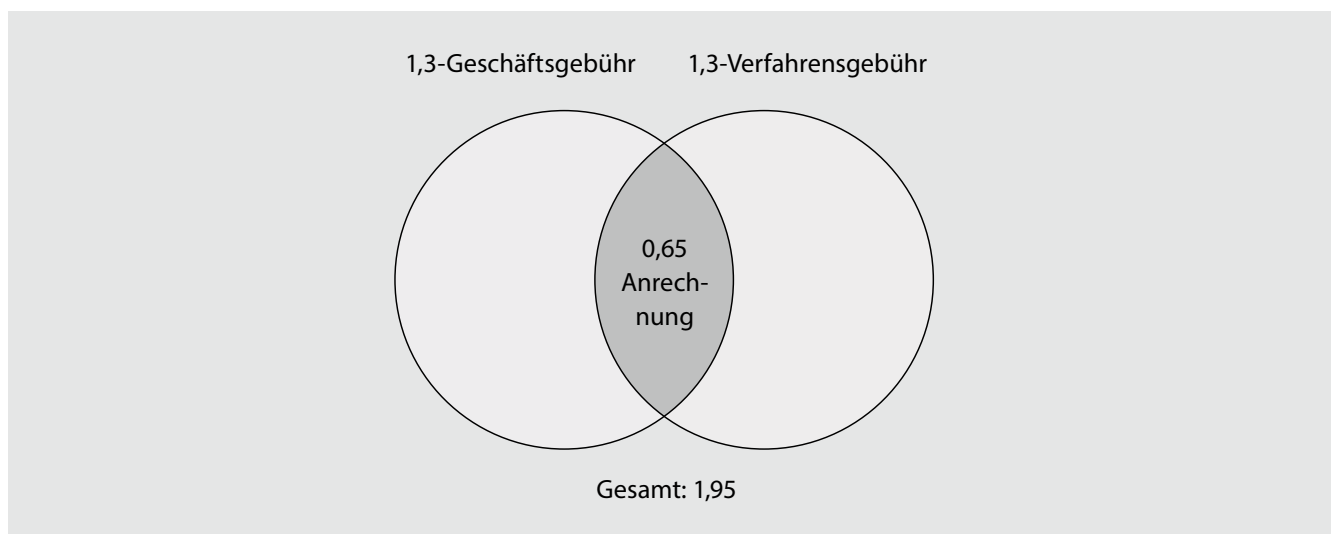 1,3-Geschäftsgebühr 1,3-Verfahrensgebühr
0,65
Anrech-
nung
Gesamt: 1,95